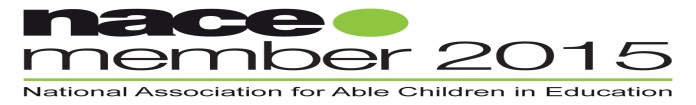 nace
member 2015
National Association for Able Children in Education